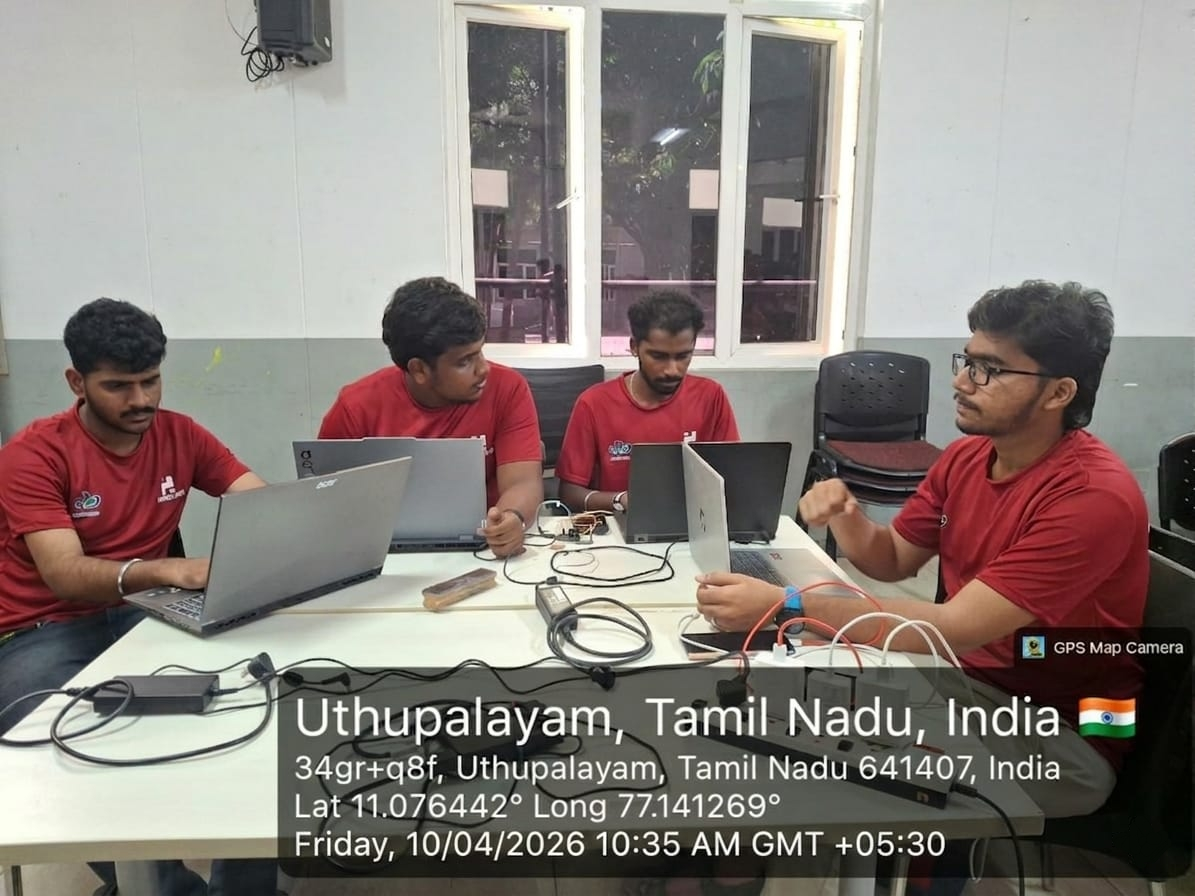 GPS Map Camera
Uthupalayam, Tamil Nadu, India
34gr+q8f, Uthupalayam, Tamil Nadu 641407, India
Lat 11.076442° Long 77.141269°
Friday, 10/04/2026 10:35 AM GMT +05:30